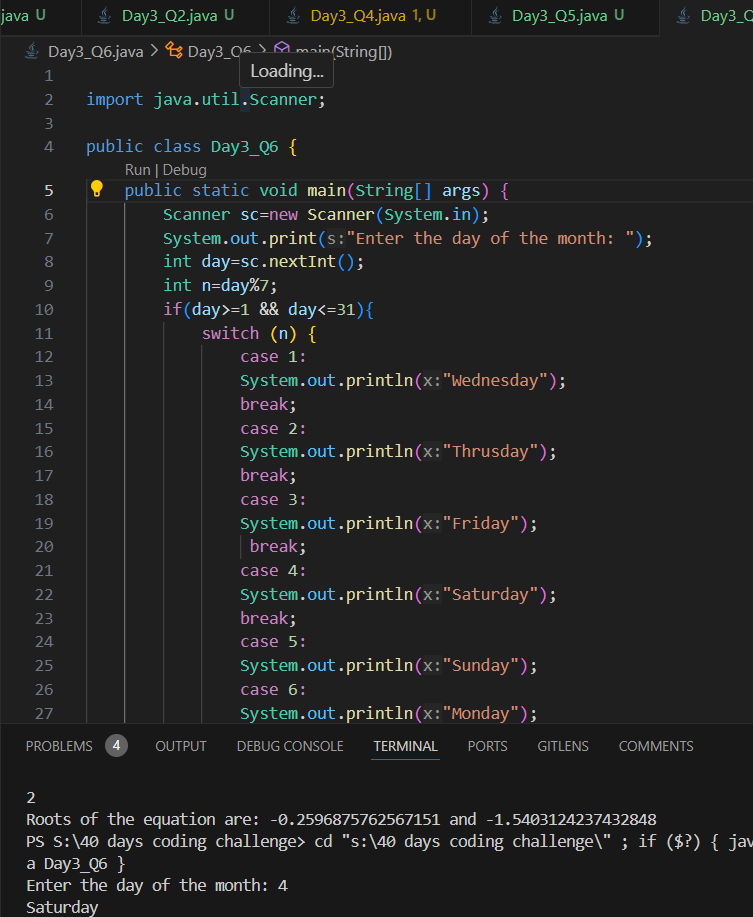 java U Day3_Q2.java U Day3_Q4.java 1, U Day3_Q5.java U Day3_Q
Day3_Q6.java > Day3_Q6 > main(String[])
Loading...
1
2 import java.util.Scanner;
3
4 public class Day3_Q6 {
Run | Debug
5 public static void main(String[] args) {
6 Scanner sc=new Scanner(System.in);
7 System.out.print(s:"Enter the day of the month: ");
8 int day=sc.nextInt();
9 int n=day%7;
10 if(day>=1 && day<=31){
11 switch (n) {
12 case 1:
13 System.out.println(x:"Wednesday");
14 break;
15 case 2:
16 System.out.println(x:"Thrusday");
17 break;
18 case 3:
19 System.out.println(x:"Friday");
20 break;
21 case 4:
22 System.out.println(x:"Saturday");
23 break;
24 case 5:
25 System.out.println(x:"Sunday");
26 case 6:
27 System.out.println(x:"Monday");
PROBLEMS 4 OUTPUT DEBUG CONSOLE TERMINAL PORTS GITLENS COMMENTS
2
Roots of the equation are: -0.2596875762567151 and -1.5403124237432848
PS S:\40 days coding challenge> cd "s:\40 days coding challenge\" ; if ($?) { jav
a Day3_Q6 }
Enter the day of the month: 4
Saturday